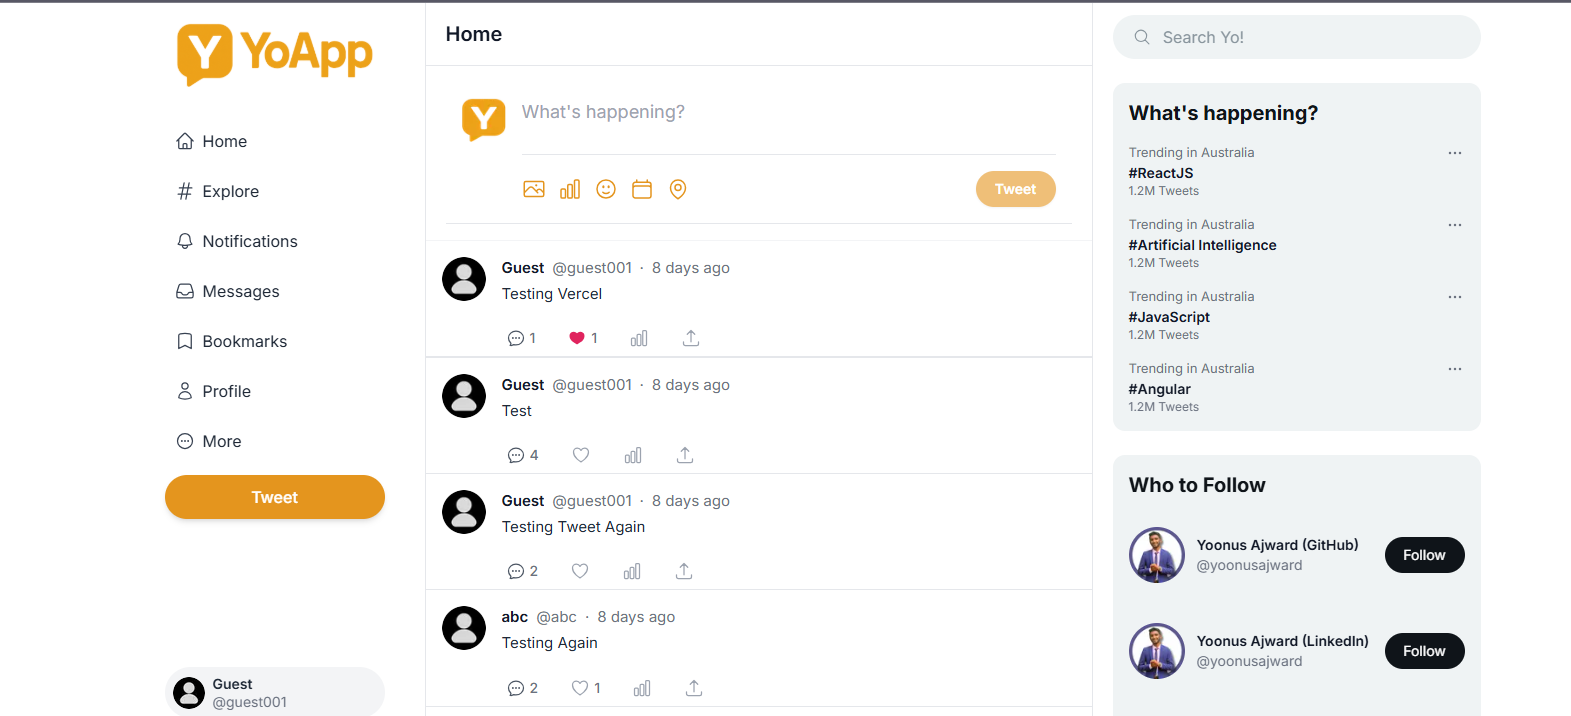 Y YoApp
Home
Explore
Notifications
Messages
Bookmarks
Profile
More
Tweet
Guest
@guest001
Home
Y What's happening?
Tweet
Guest @guest001 · 8 days ago
Testing Vercel
1 1
Guest @guest001 · 8 days ago
Test
4
Guest @guest001 · 8 days ago
Testing Tweet Again
2
abc @abc · 8 days ago
Testing Again
2 1
Search Yo!
What's happening?
Trending in Australia
#ReactJS
1.2M Tweets
Trending in Australia
#Artificial Intelligence
1.2M Tweets
Trending in Australia
#JavaScript
1.2M Tweets
Trending in Australia
#Angular
1.2M Tweets
Who to Follow
Yoonus Ajward (GitHub)
@yoonusajward
Follow
Yoonus Ajward (LinkedIn)
@yoonusajward
Follow